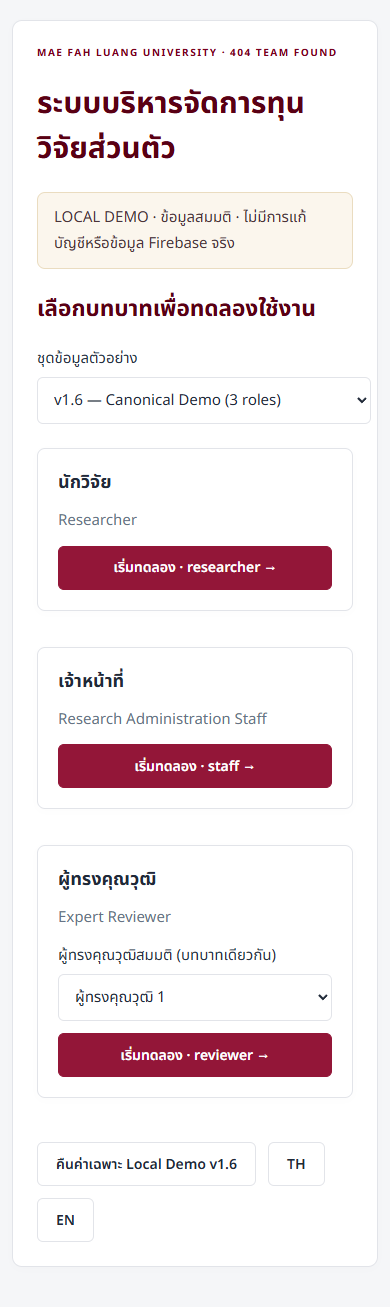 MAE FAH LUANG UNIVERSITY · 404 TEAM FOUND
ระบบบริหารจัดการทุน
วิจัยส่วนตัว
LOCAL DEMO · ข้อมูลสมมติ · ไม่มีการแก้
บัญชีหรือข้อมูล Firebase จริง
เลือกบทบาทเพื่อทดลองใช้งาน
ชุดข้อมูลตัวอย่าง
v1.6 — Canonical Demo (3 roles)
นักวิจัย
Researcher
เริ่มทดลอง · researcher →
เจ้าหน้าที่
Research Administration Staff
เริ่มทดลอง · staff →
ผู้ทรงคุณวุฒิ
Expert Reviewer
ผู้ทรงคุณวุฒิสมมติ (บทบาทเดียวกัน)
ผู้ทรงคุณวุฒิ 1
เริ่มทดลอง · reviewer →
คืนค่าเฉพาะ Local Demo v1.6
TH
EN